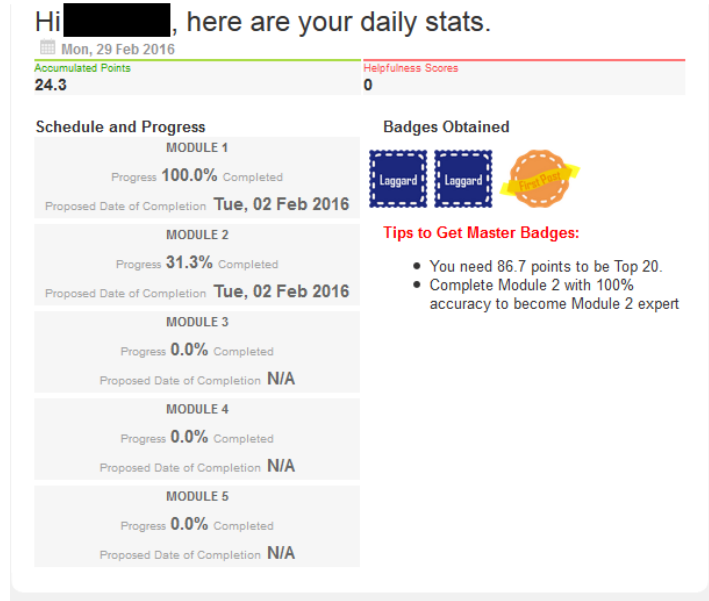 Hi , here are your daily stats.
Mon, 29 Feb 2016
Accumulated Points
24.3
Helpfulness Scores
0
Schedule and Progress
MODULE 1
Progress 100.0% Completed
Proposed Date of Completion Tue, 02 Feb 2016
MODULE 2
Progress 31.3% Completed
Proposed Date of Completion Tue, 02 Feb 2016
MODULE 3
Progress 0.0% Completed
Proposed Date of Completion N/A
MODULE 4
Progress 0.0% Completed
Proposed Date of Completion N/A
MODULE 5
Progress 0.0% Completed
Proposed Date of Completion N/A
Badges Obtained
Laggard
Laggard
First Post
Tips to Get Master Badges:
• You need 86.7 points to be Top 20.
• Complete Module 2 with 100%
accuracy to become Module 2 expert